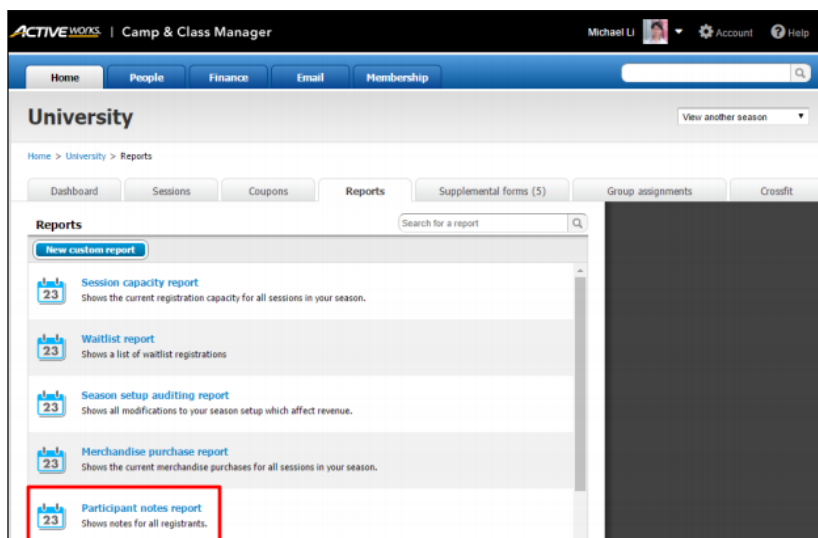 ACTIVEworks. | Camp & Class Manager
Michael Li Account Help
Home People Finance Email Membership
University
View another season
Home > University > Reports
Dashboard Sessions Coupons Reports Supplemental forms (5) Group assignments Crossfit
Reports
Search for a report
New custom report
23
Session capacity report
Shows the current registration capacity for all sessions in your season.
23
Waitlist report
Shows a list of waitlist registrations
23
Season setup auditing report
Shows all modifications to your season setup which affect revenue.
23
Merchandise purchase report
Shows the current merchandise purchases for all sessions in your season.
23
Participant notes report
Shows notes for all registrants.